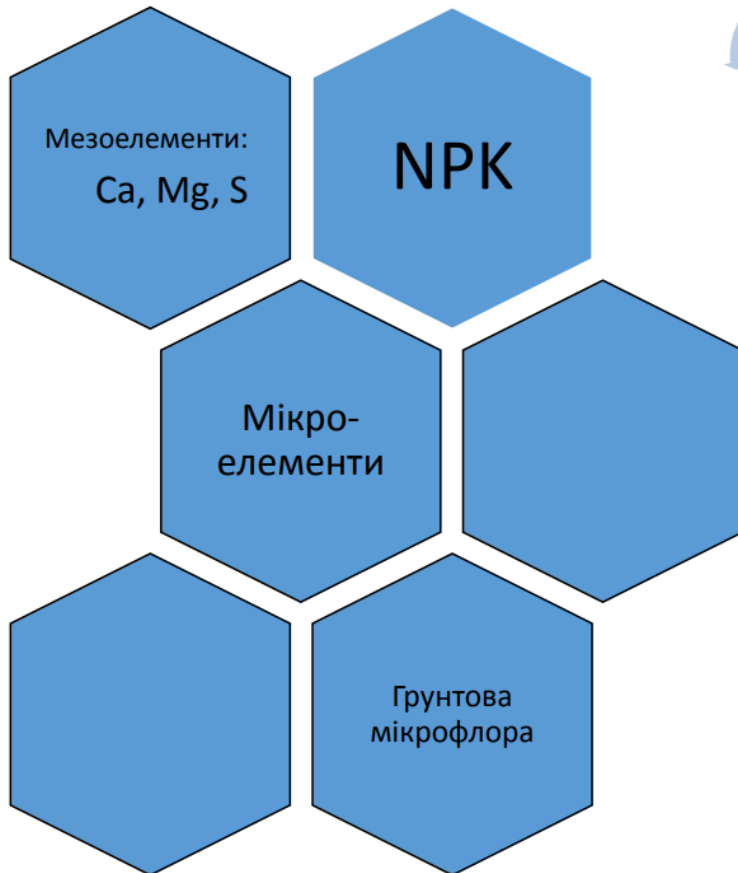 Мезоелементи:
Ca, Mg, S
NPK
Мікро-
елементи
Грунтова
мікрофлора